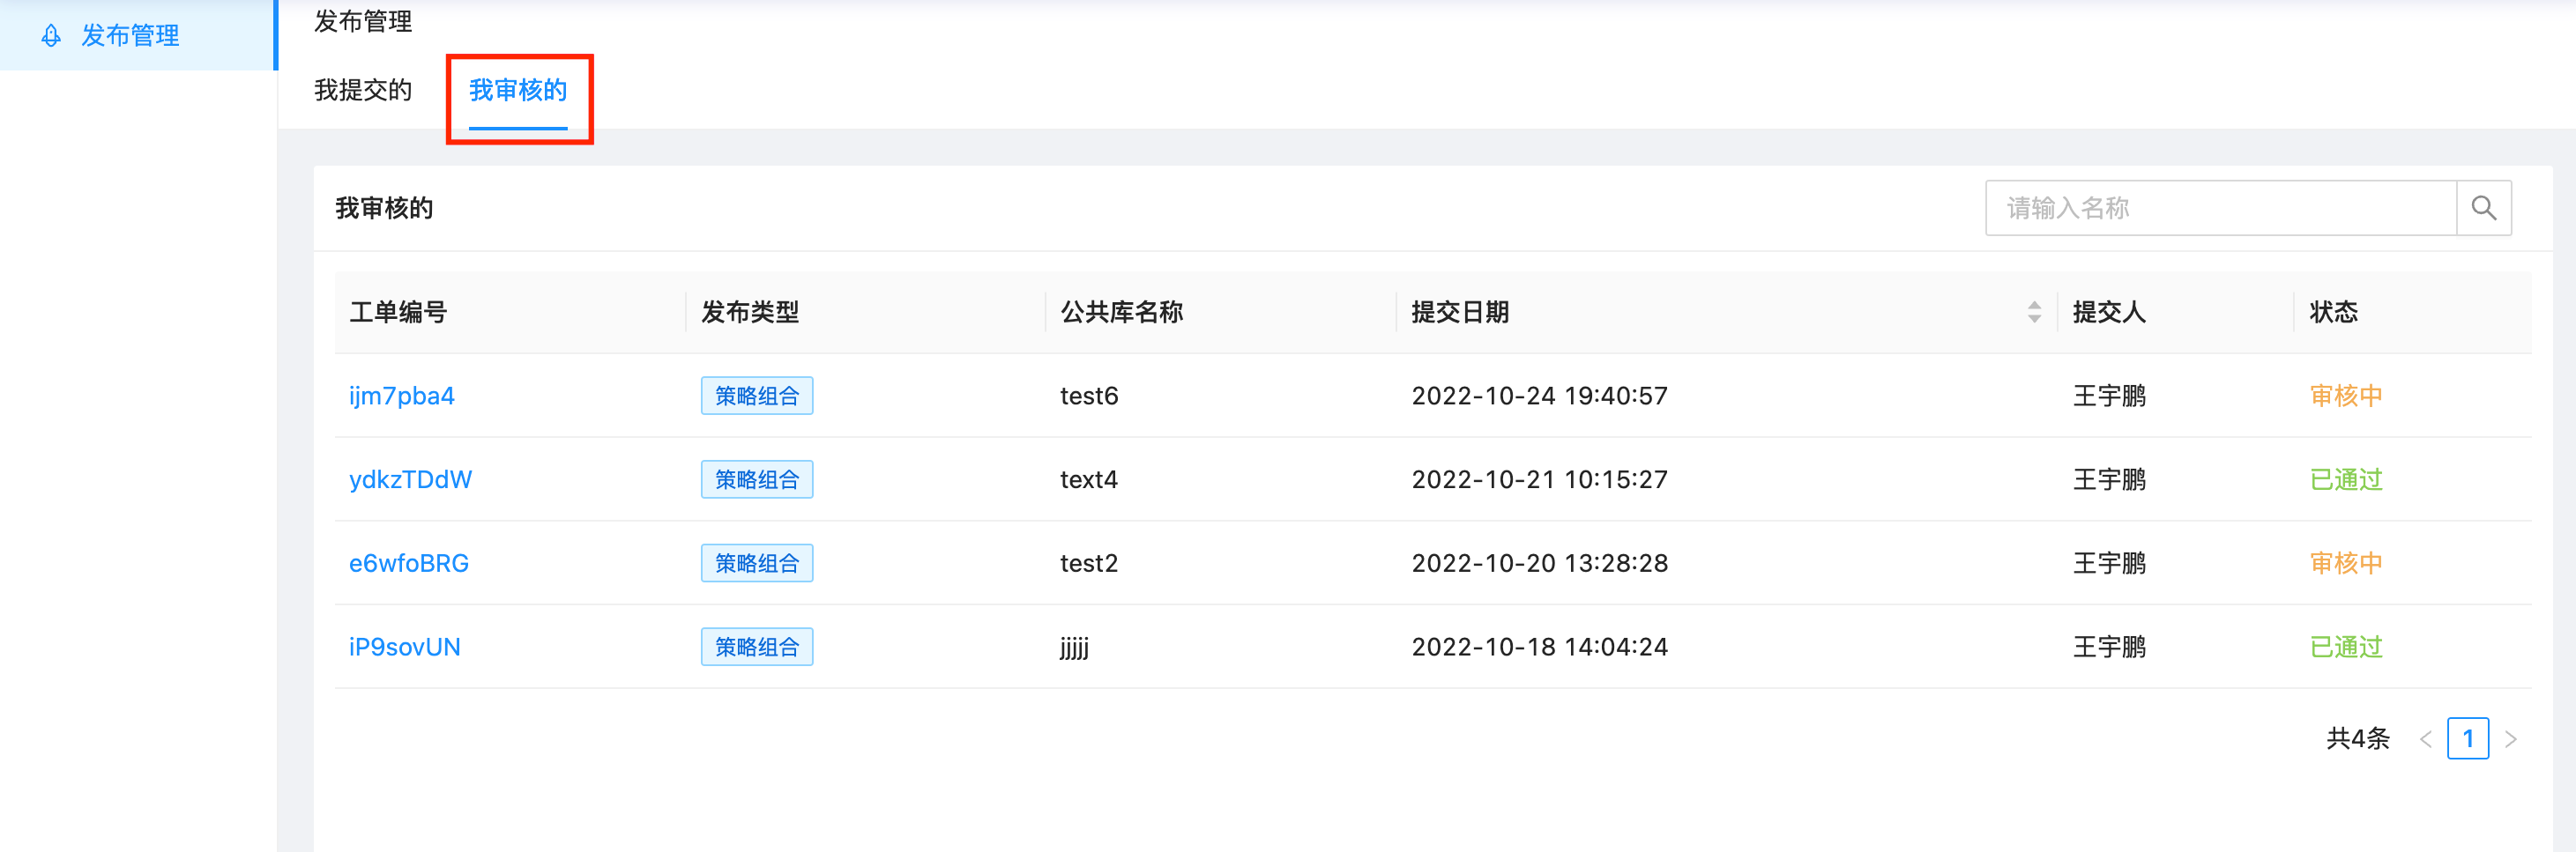 发布管理
发布管理
我提交的 我审核的
我审核的 请输入名称
工单编号 发布类型 公共库名称 提交日期 提交人 状态
ijm7pba4 策略组合 test6 2022-10-24 19:40:57 王宇鹏 审核中
ydkzTDdW 策略组合 text4 2022-10-21 10:15:27 王宇鹏 已通过
e6wfoBRG 策略组合 test2 2022-10-20 13:28:28 王宇鹏 审核中
iP9sovUN 策略组合 jjjjj 2022-10-18 14:04:24 王宇鹏 已通过
共4条 < 1 >